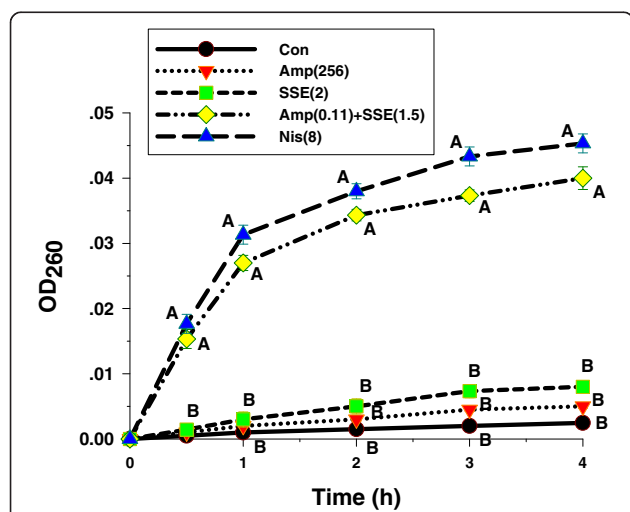 Con
Amp(256)
SSE(2)
Amp(0.11)+SSE(1.5)
Nis(8)
.05
.04
.03
.02
.01
0.00
OD260
A
A
A
A
A
A
A
A
A
A
B
B
B
B
B
B
B
B
B
B
B
B
0
1
2
3
4
Time (h)